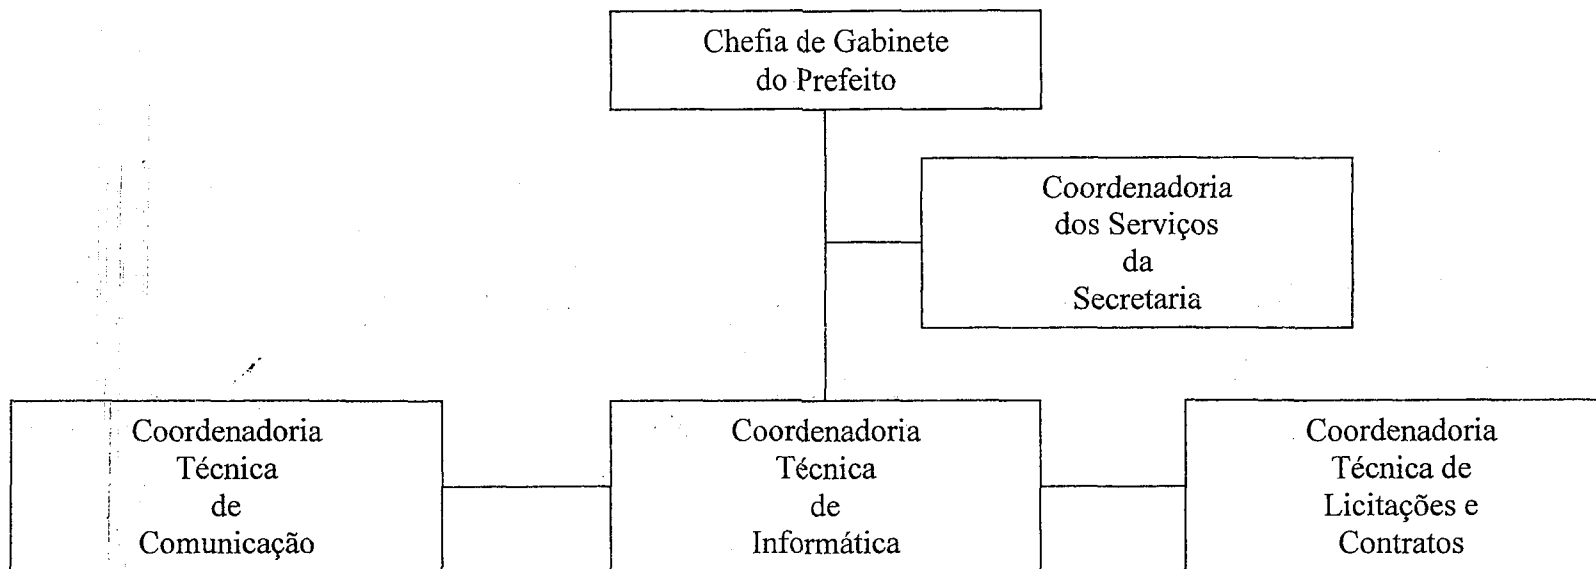 Chefia de Gabinete
do Prefeito
Coordenadoria
dos Serviços
da
Secretaria
Coordenadoria
Técnica
de
Comunicação
Coordenadoria
Técnica
de
Informática
Coordenadoria
Técnica de
Licitações e
Contratos